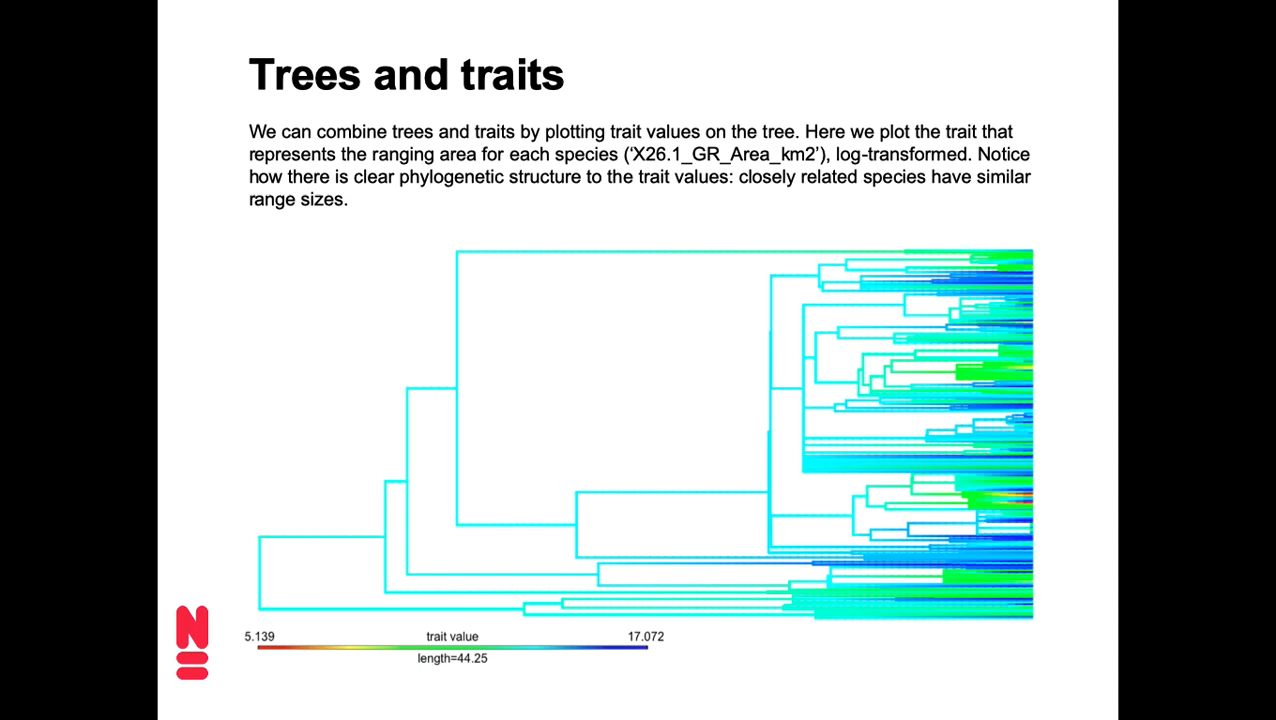 Trees and traits
We can combine trees and traits by plotting trait values on the tree. Here we plot the trait that
represents the ranging area for each species (‘X26.1_GR_Area_km2’), log-transformed. Notice
how there is clear phylogenetic structure to the trait values: closely related species have similar
range sizes.
5.139 trait value 17.072
length=44.25